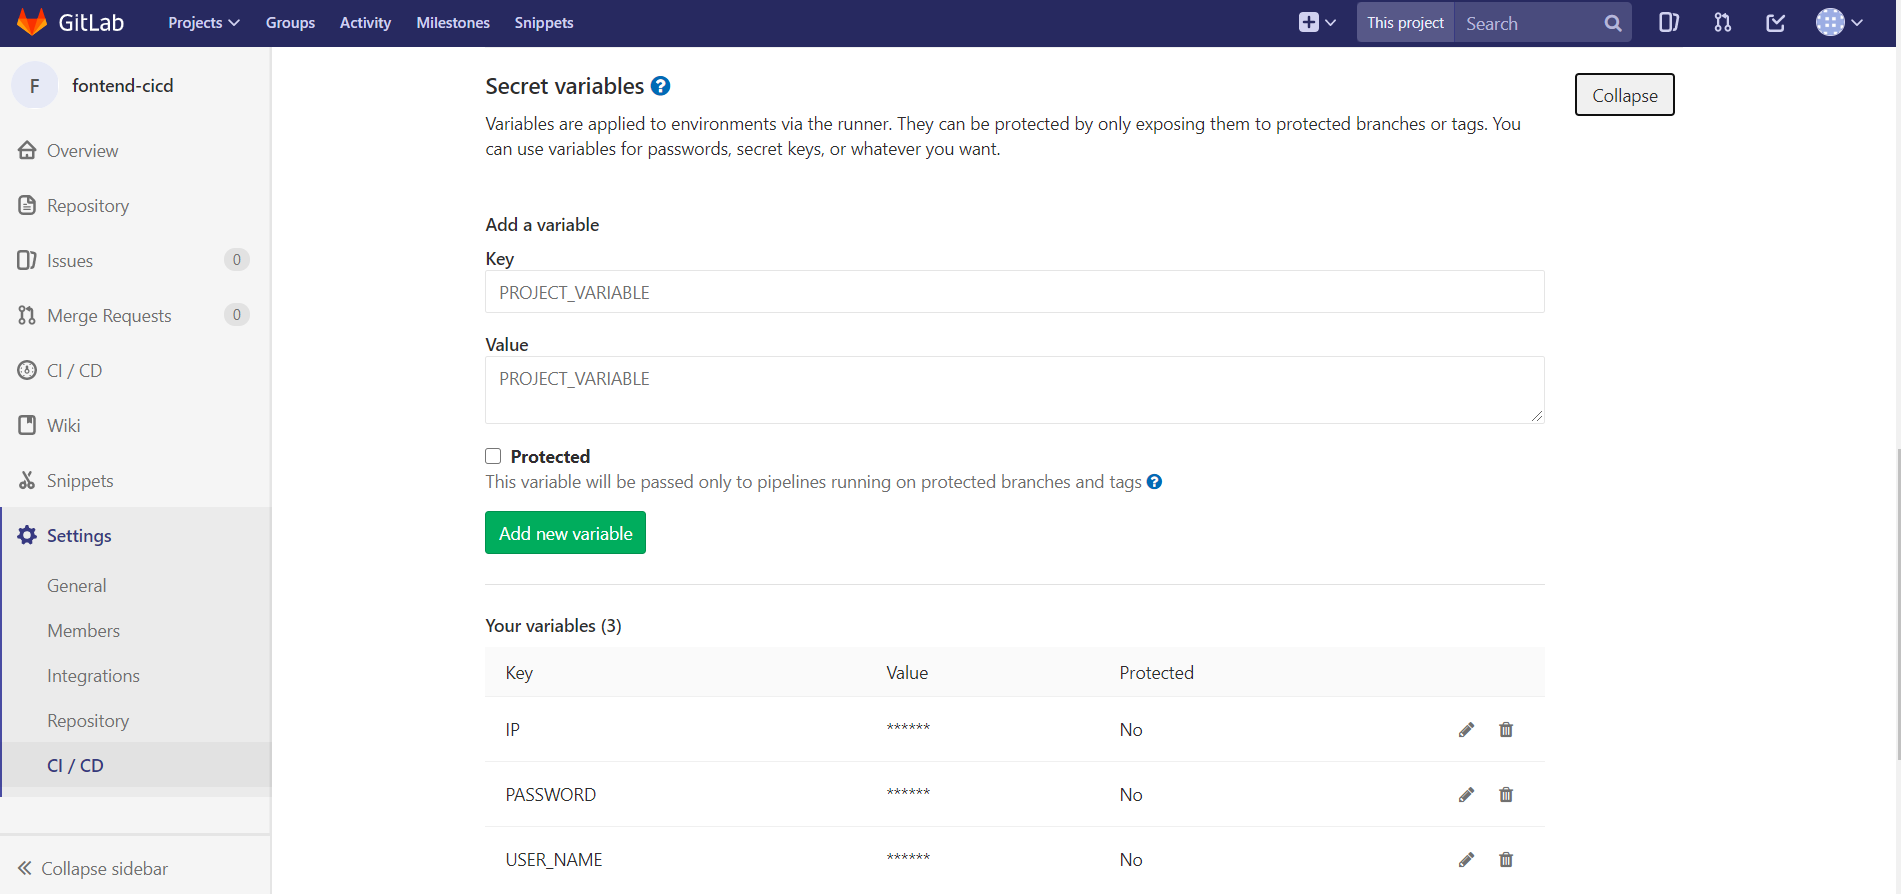 GitLab
Projects
Groups
Activity
Milestones
Snippets
This project
Search
F
fontend-cicd
Overview
Repository
Issues
0
Merge Requests
0
CI / CD
Wiki
Snippets
Settings
General
Members
Integrations
Repository
CI / CD
Collapse sidebar
Secret variables
Collapse
Variables are applied to environments via the runner. They can be protected by only exposing them to protected branches or tags. You
can use variables for passwords, secret keys, or whatever you want.
Add a variable
Key
PROJECT_VARIABLE
Value
PROJECT_VARIABLE
Protected
This variable will be passed only to pipelines running on protected branches and tags
Add new variable
Your variables (3)
Key Value Protected
IP ****** No
PASSWORD ****** No
USER_NAME ****** No